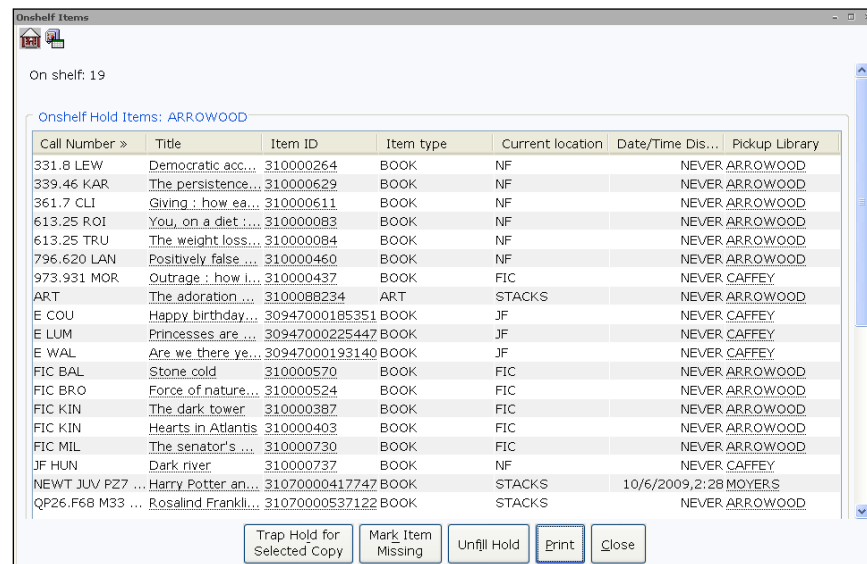 Onshelf Items
On shelf: 19
Onshelf Hold Items: ARROWOOD
Call Number » Title Item ID Item type Current location Date/Time Dis... Pickup Library
331.8 LEW Democratic acc... 310000264 BOOK NF NEVER ARROWOOD
339.46 KAR The persistence... 310000629 BOOK NF NEVER ARROWOOD
361.7 CLI Giving : how ea... 310000611 BOOK NF NEVER ARROWOOD
613.25 ROI You, on a diet :... 310000083 BOOK NF NEVER ARROWOOD
613.25 TRU The weight loss... 310000084 BOOK NF NEVER ARROWOOD
796.620 LAN Positively false ... 310000460 BOOK NF NEVER ARROWOOD
973.931 MOR Outrage : how i... 310000437 BOOK FIC NEVER CAFFEY
ART The adoration ... 3100088234 ART STACKS NEVER ARROWOOD
E COU Happy birthday... 30947000185351 BOOK JF NEVER CAFFEY
E LUM Princesses are ... 30947000225447 BOOK JF NEVER CAFFEY
E WAL Are we there ye... 30947000193140 BOOK JF NEVER CAFFEY
FIC BAL Stone cold 310000570 BOOK FIC NEVER ARROWOOD
FIC BRO Force of nature... 310000524 BOOK FIC NEVER ARROWOOD
FIC KIN The dark tower 310000387 BOOK FIC NEVER ARROWOOD
FIC KIN Hearts in Atlantis 310000403 BOOK FIC NEVER ARROWOOD
FIC MIL The senator's ... 310000730 BOOK FIC NEVER ARROWOOD
JF HUN Dark river 310000737 BOOK NF NEVER CAFFEY
NEWT JUV PZ7 ... Harry Potter an... 31070000417747 BOOK STACKS 10/6/2009,2:28 MOYERS
QP26.F68 M33 ... Rosalind Frankli... 31070000537122 BOOK STACKS NEVER ARROWOOD
Trap Hold for Selected Copy Mark Item Missing Unfill Hold Print Close